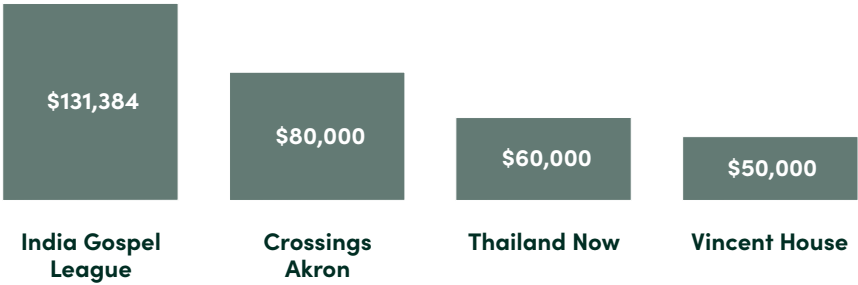 $131,384
$80,000
$60,000
$50,000
India Gospel
League
Crossings
Akron
Thailand Now
Vincent House